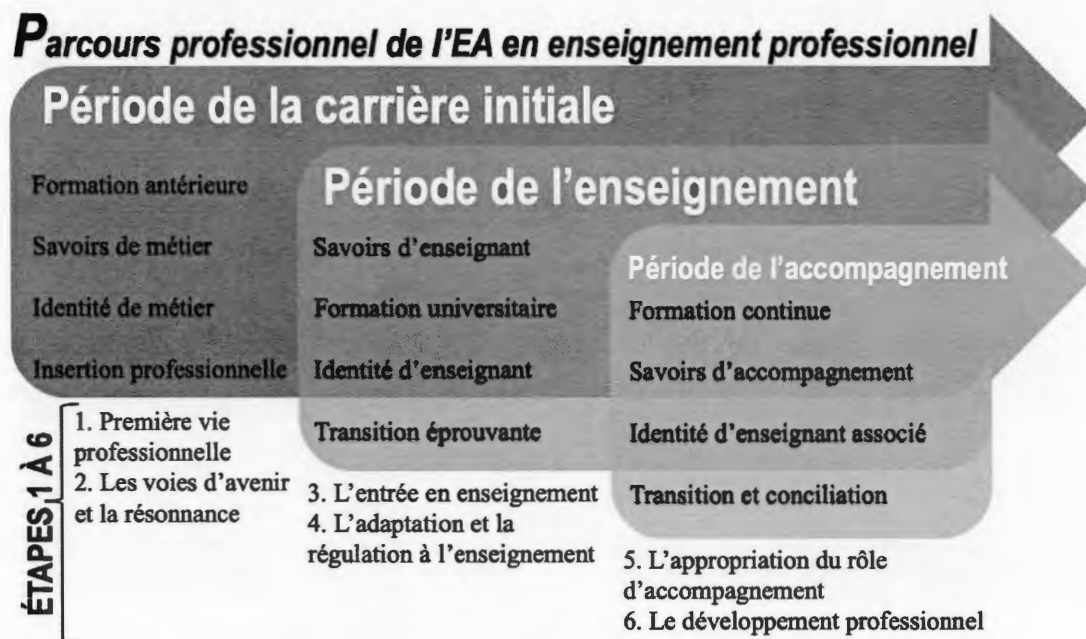 Parcours professionnel de l'EA en enseignement professionnel
Période de la carrière initiale
Formation antérieure
Savoirs de métier
Identité de métier
Insertion professionnelle
Période de l'enseignement
Savoirs d'enseignant
Formation universitaire
Identité d'enseignant
Transition éprouvante
Période de l'accompagnement
Formation continue
Savoirs d'accompagnement
Identité d'enseignant associé
Transition et conciliation
ÉTAPES 1 À 6
1. Première vie
professionnelle
2. Les voies d'avenir
et la résonnance
3. L'entrée en enseignement
4. L'adaptation et la
régulation à l'enseignement
5. L'appropriation du rôle
d'accompagnement
6. Le développement professionnel